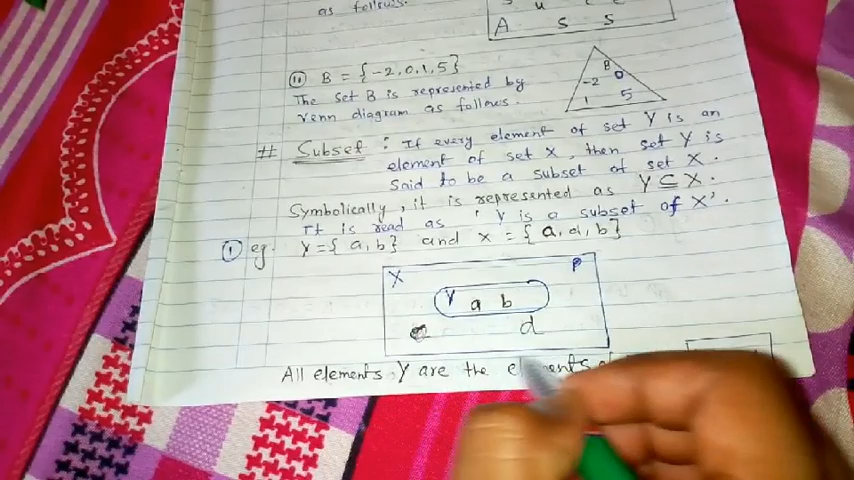 as follows.
A u s s
(ii) B = {-2, 0, 1, 5}
The set B is represented by
venn diagram as follows.
B
-2 0
1 5
# Subset : If every element of set Y is an
element of set X, then set Y is
said to be a subset of set X.
Symbolically, it is represented as Y ⊆ X.
It is read as 'Y is a subset of X'.
(1) eg. Y = {a, b} and X = {a, d, b}
X
Y a b
d
All elements Y are the elements